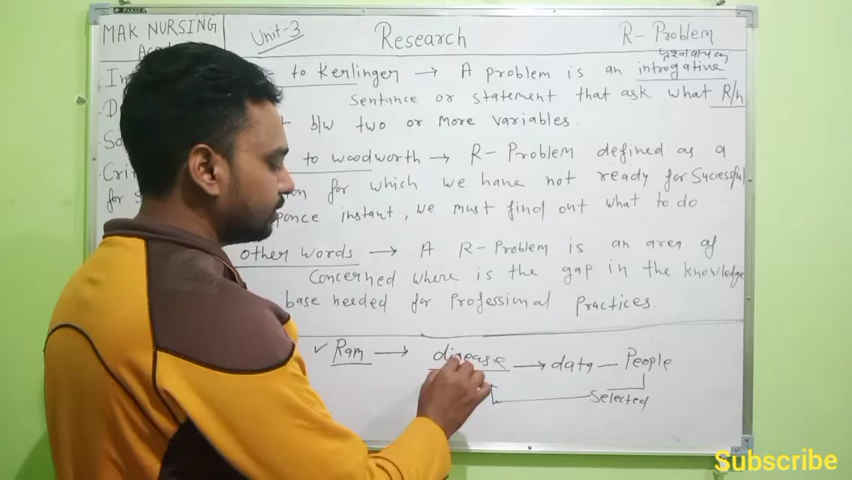 MAK NURSING
Unit-3
Research
R- Problem
to Kerlinger → A problem is an introgative
Sentence or statement that ask what R/n
b/w two or more variables.
to woodworth → R- Problem defined as a
for which we have not ready for Successful
instant, we must find out what to do.
other words → A R-Problem is an area of
Concerned where is the gap in the knowledge
base needed for Professional Practices.
✓ Ram → disease → data — People
Selected
Subscribe